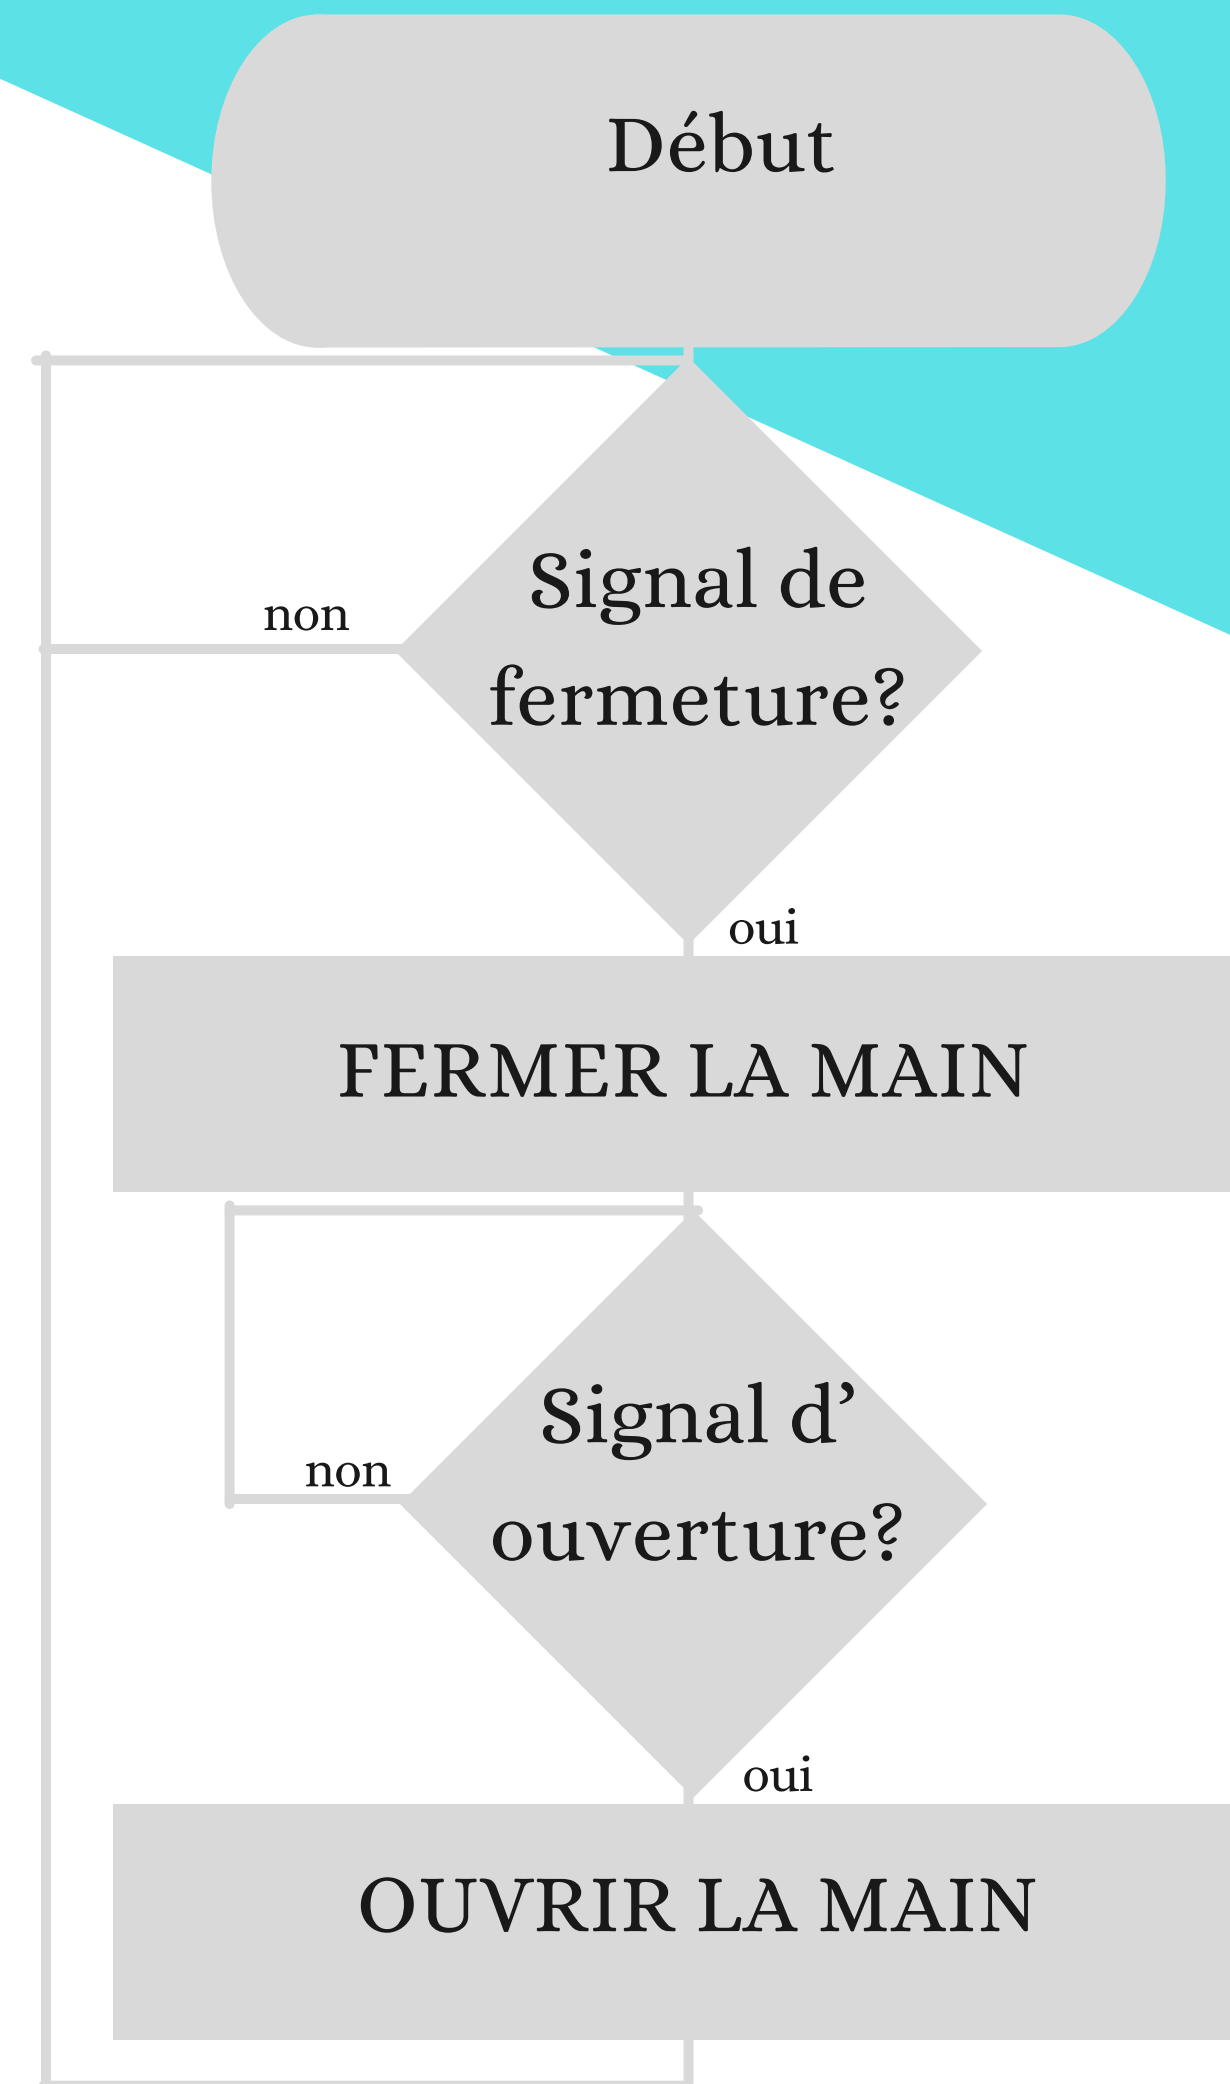 Début
Signal de
fermeture?
non
oui
FERMER LA MAIN
Signal d’
ouverture?
non
oui
OUVRIR LA MAIN